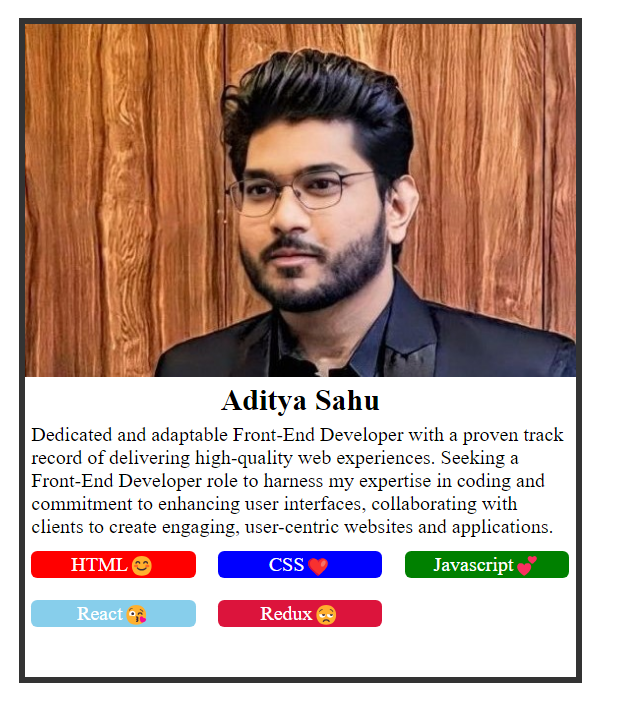 Aditya Sahu
Dedicated and adaptable Front-End Developer with a proven track
record of delivering high-quality web experiences. Seeking a
Front-End Developer role to harness my expertise in coding and
commitment to enhancing user interfaces, collaborating with
clients to create engaging, user-centric websites and applications.
HTML😊 CSS❤️ Javascript💕
React😘 Redux😥